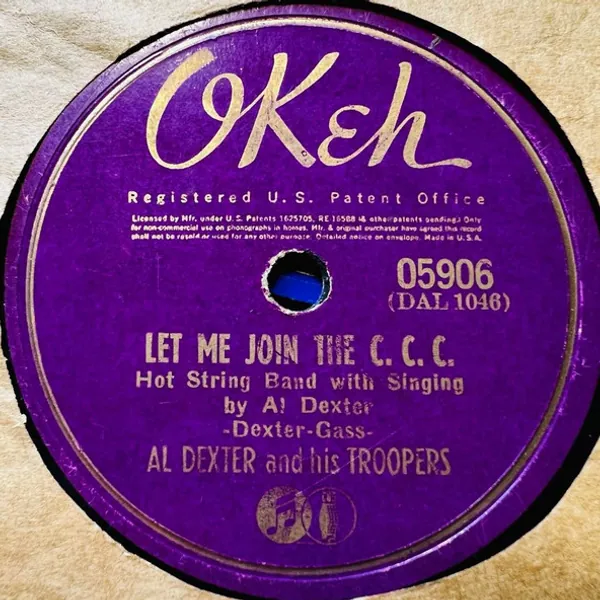 OKeh
Registered U. S. Patent Office
Licensed by Mfr. under U. S. Patents 1625705, RE 16588 (& other patents pending) Only
for non-commercial use on phonographs in homes. Mfr. & original purchaser have agreed this record
shall not be resold or used for any other purpose. Detailed notice on envelope. Made in U. S. A.
05906
(DAL 1046)
LET ME JOIN THE C. C. C.
Hot String Band with Singing
by Al Dexter
-Dexter-Gass-
AL DEXTER and his TROOPERS